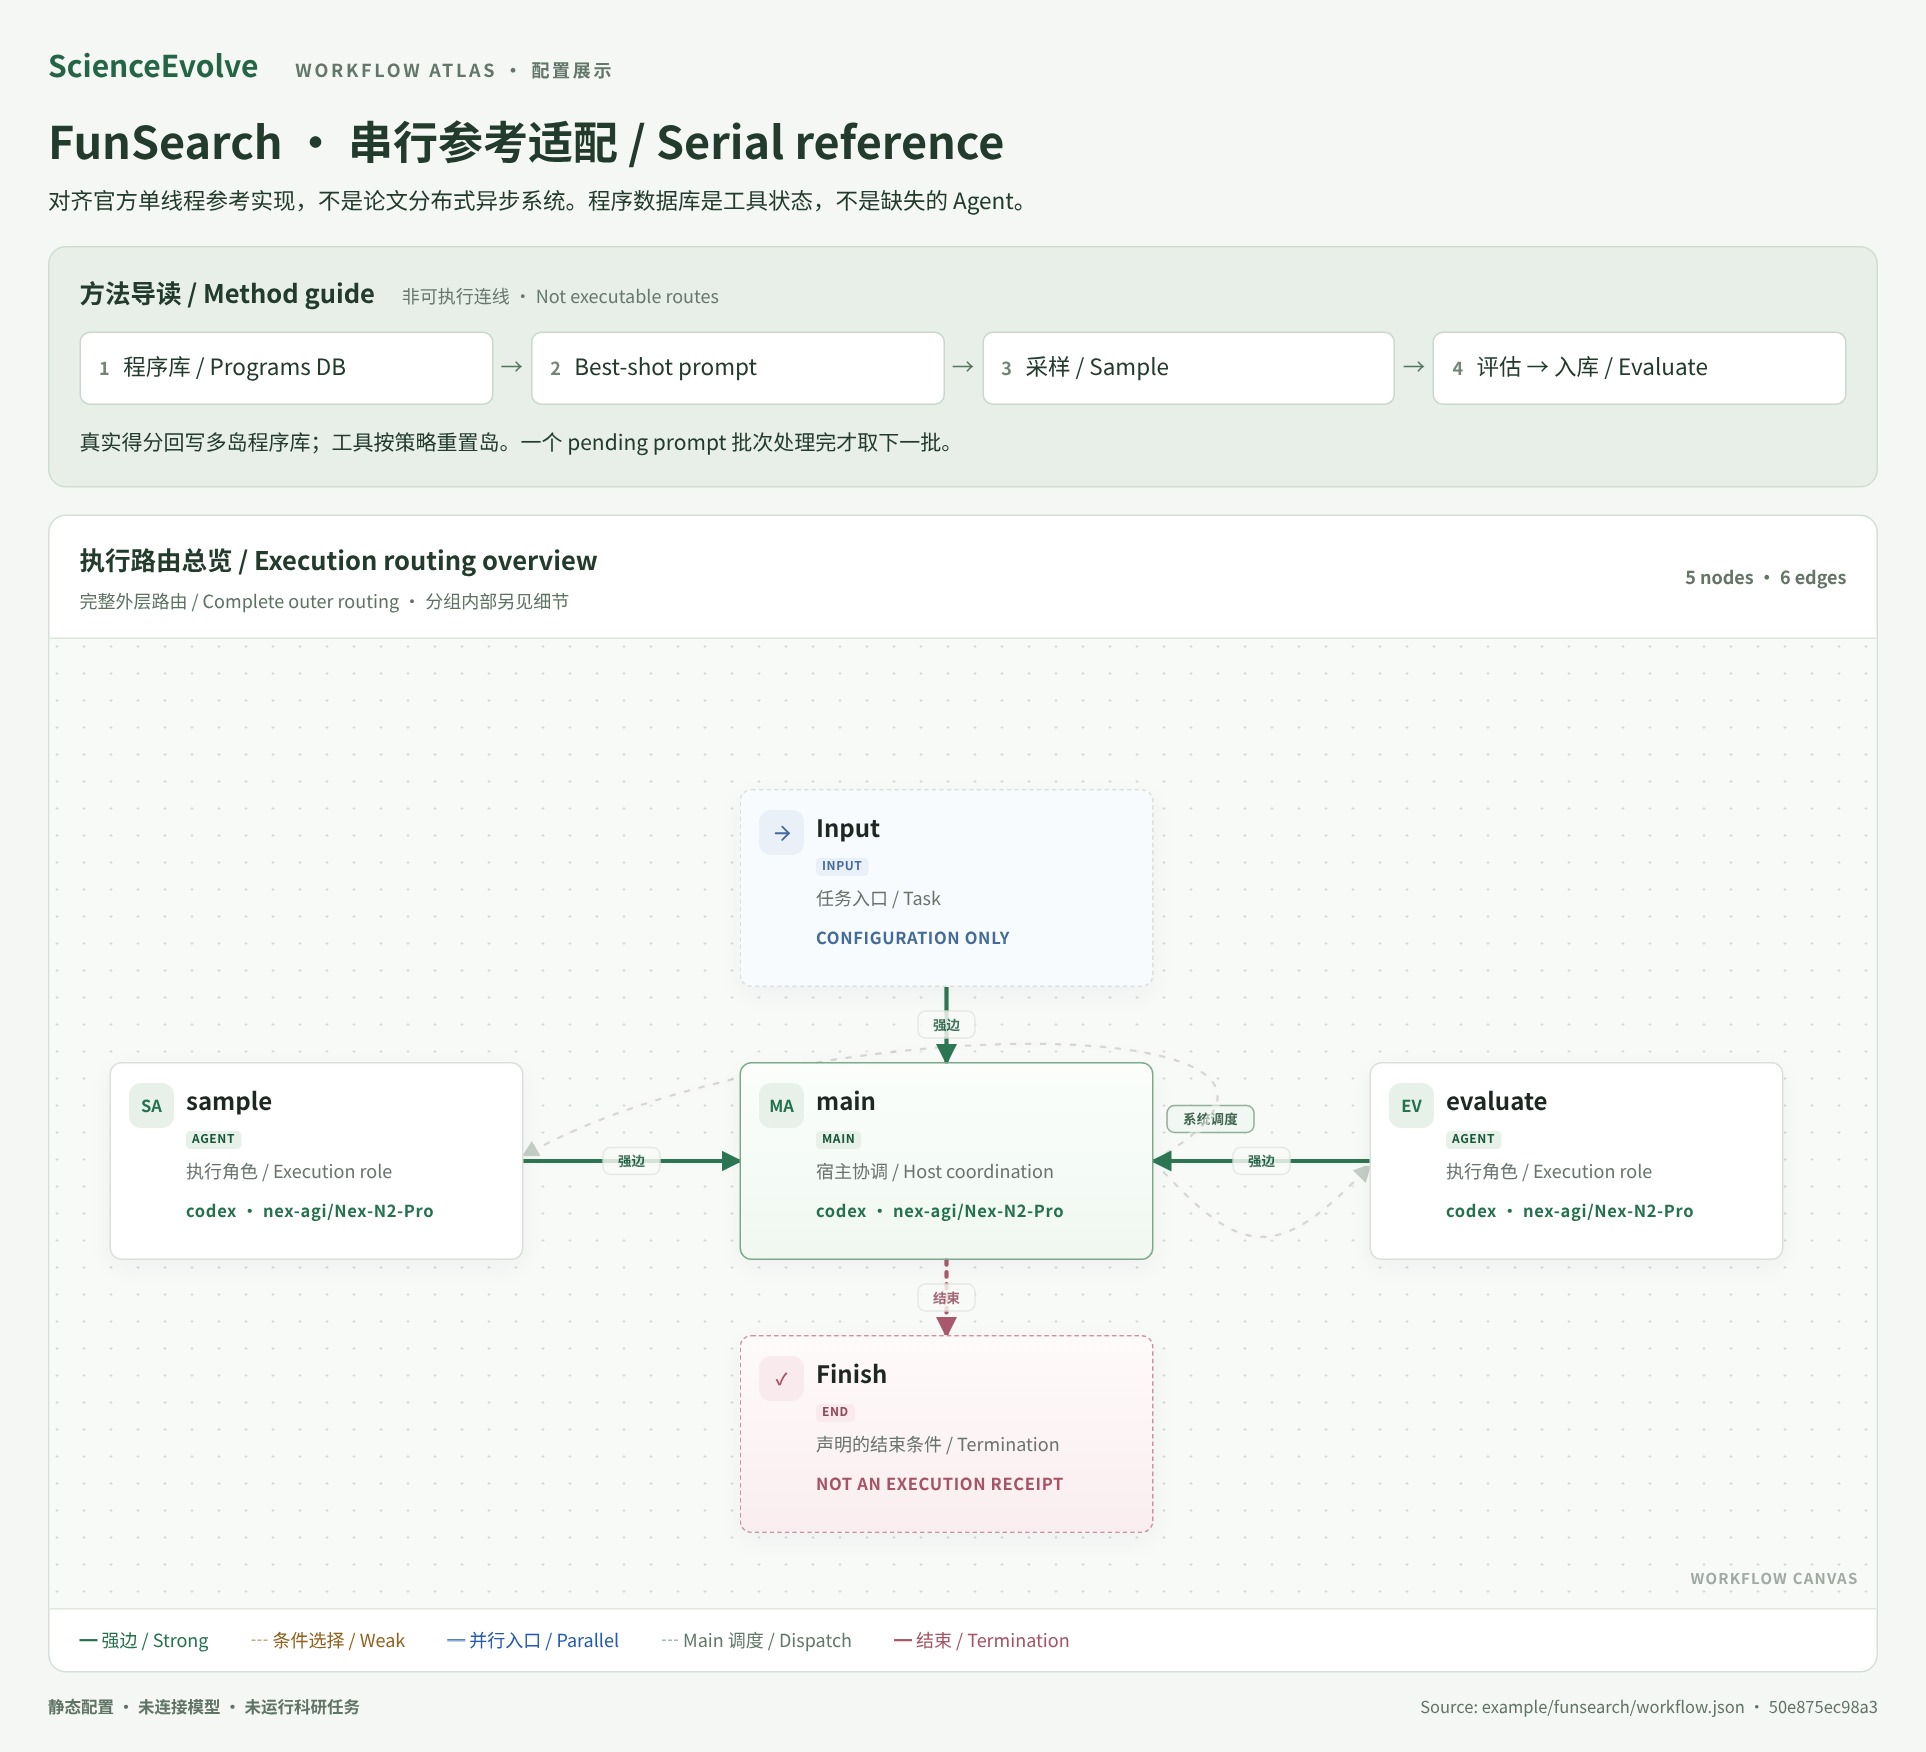 ScienceEvolve WORKFLOW ATLAS · 配置展示
FunSearch · 串行参考适配 / Serial reference
对齐官方单线程参考实现，不是论文分布式异步系统。程序数据库是工具状态，不是缺失的 Agent。
方法导读 / Method guide 非可执行连线 · Not executable routes
1 程序库 / Programs DB → 2 Best-shot prompt → 3 采样 / Sample → 4 评估 → 入库 / Evaluate
真实得分回写多岛程序库；工具按策略重置岛。一个 pending prompt 批次处理完才取下一批。
执行路由总览 / Execution routing overview
完整外层路由 / Complete outer routing · 分组内部另见细节
5 nodes · 6 edges
→ Input
INPUT
任务入口 / Task
CONFIGURATION ONLY
强边
SA sample
AGENT
执行角色 / Execution role
codex · nex-agi/Nex-N2-Pro
强边
MA main
MAIN
宿主协调 / Host coordination
codex · nex-agi/Nex-N2-Pro
系统调度
强边
EV evaluate
AGENT
执行角色 / Execution role
codex · nex-agi/Nex-N2-Pro
结束
✓ Finish
END
声明的结束条件 / Termination
NOT AN EXECUTION RECEIPT
WORKFLOW CANVAS
强边 / Strong 条件选择 / Weak 并行入口 / Parallel Main 调度 / Dispatch 结束 / Termination
静态配置 · 未连接模型 · 未运行科研任务
Source: example/funsearch/workflow.json · 50e875ec98a3